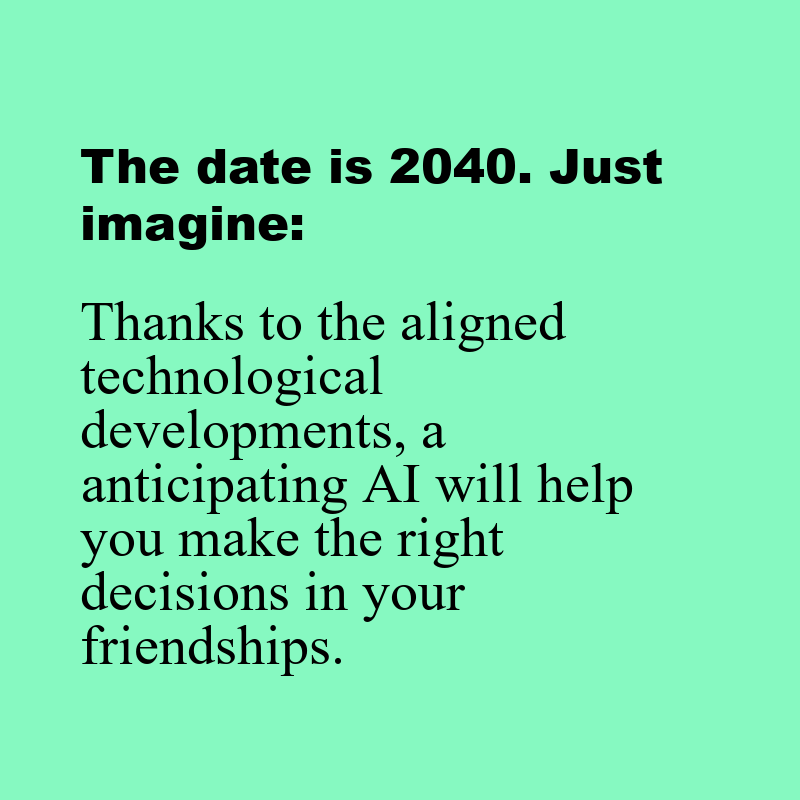 The date is 2040. Just
imagine:
Thanks to the aligned
technological
developments, a
anticipating AI will help
you make the right
decisions in your
friendships.